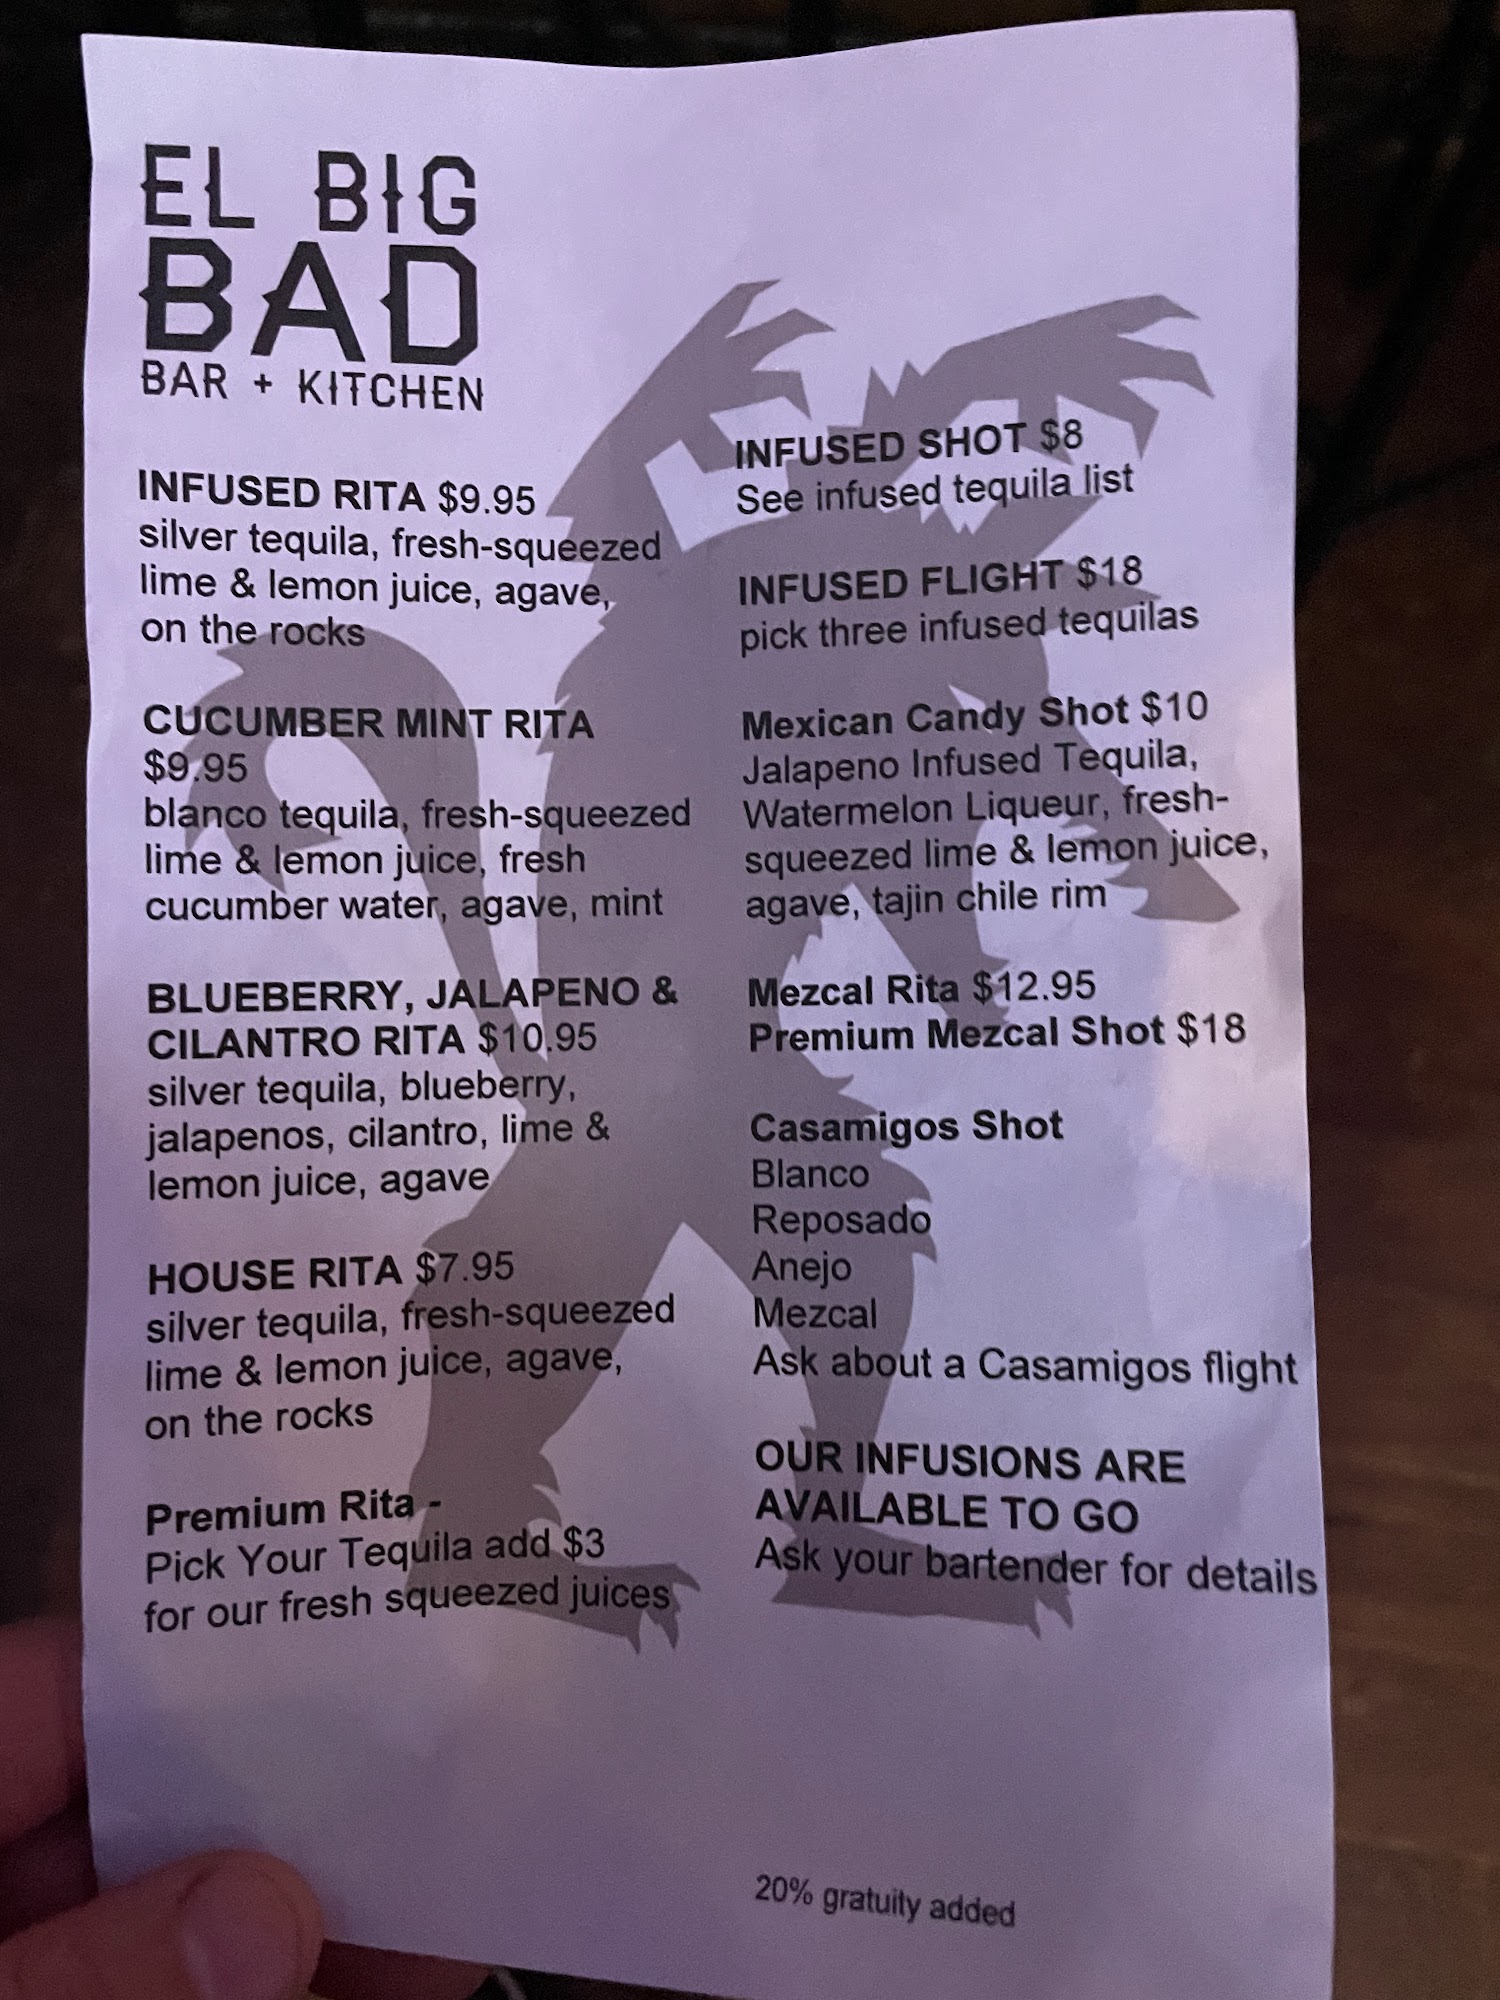 EL BIG
BAD
BAR + KITCHEN
INFUSED RITA $9.95
silver tequila, fresh-squeezed
lime & lemon juice, agave,
on the rocks
CUCUMBER MINT RITA
$9.95
blanco tequila, fresh-squeezed
lime & lemon juice, fresh
cucumber water, agave, mint
BLUEBERRY, JALAPENO &
CILANTRO RITA $10.95
silver tequila, blueberry,
jalapenos, cilantro, lime &
lemon juice, agave
HOUSE RITA $7.95
silver tequila, fresh-squeezed
lime & lemon juice, agave,
on the rocks
Premium Rita -
Pick Your Tequila add $3
for our fresh squeezed juices
INFUSED SHOT $8
See infused tequila list
INFUSED FLIGHT $18
pick three infused tequilas
Mexican Candy Shot $10
Jalapeno Infused Tequila,
Watermelon Liqueur, fresh-
squeezed lime & lemon juice,
agave, tajin chile rim
Mezcal Rita $12.95
Premium Mezcal Shot $18
Casamigos Shot
Blanco
Reposado
Anejo
Mezcal
Ask about a Casamigos flight
OUR INFUSIONS ARE
AVAILABLE TO GO
Ask your bartender for details
20% gratuity added